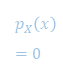 p_X(x)
= 0